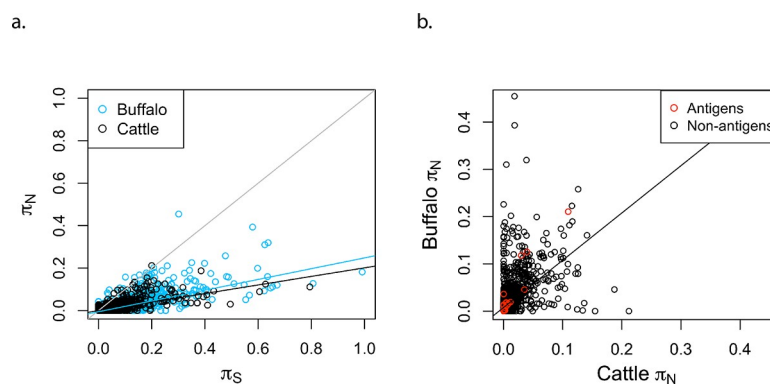 a.
b.
Buffalo
Cattle
1.0
0.8
0.6
0.4
0.2
0.0
πN
0.0 0.2 0.4 0.6 0.8 1.0
πS
Antigens
Non-antigens
0.4
0.3
0.2
0.1
0.0
Buffalo πN
0.0 0.1 0.2 0.3 0.4
Cattle πN